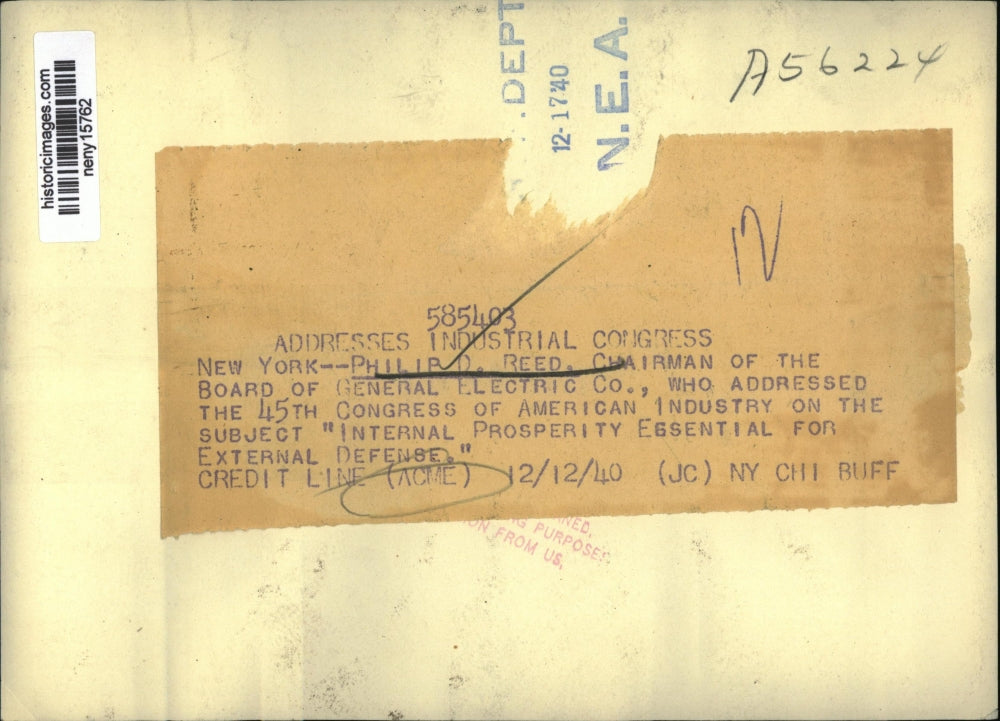 historicimages.com
neny15762
.DEPT
12-17'40
N.E.A.
A56224
12
585403
ADDRESSES INDUSTRIAL CONGRESS
NEW YORK--PHILIP D. REED, CHAIRMAN OF THE
BOARD OF GENERAL ELECTRIC CO., WHO ADDRESSED
THE 45TH CONGRESS OF AMERICAN INDUSTRY ON THE
SUBJECT "INTERNAL PROSPERITY ESSENTIAL FOR
EXTERNAL DEFENSE."
CREDIT LINE (ACME) 12/12/40 (JC) NY CHI BUFF
PURPOSES
FROM US,